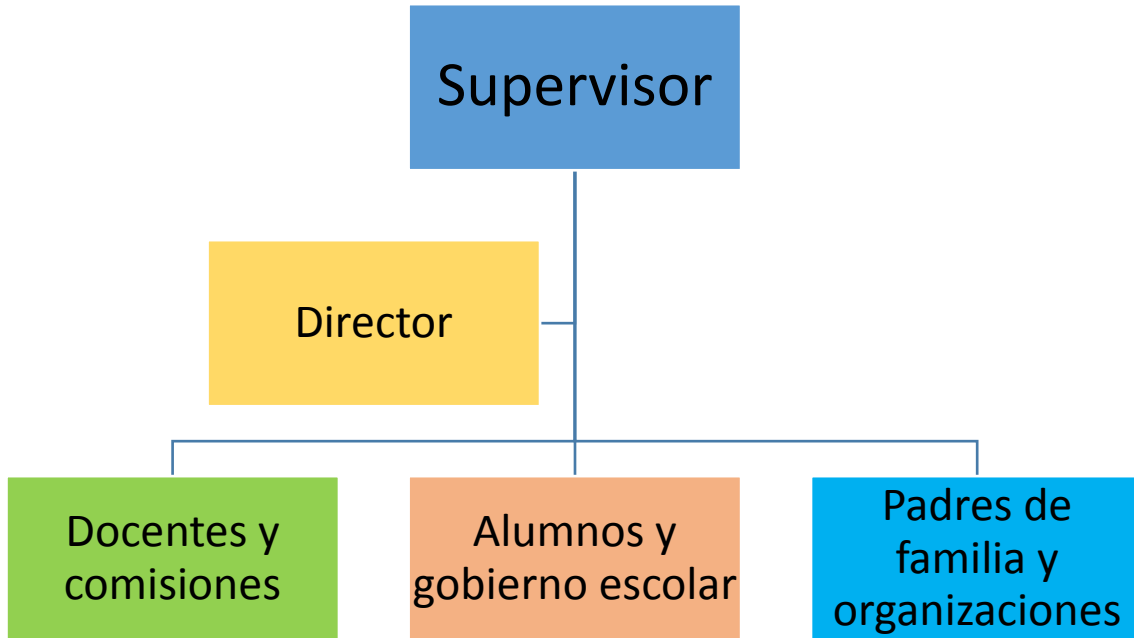 Supervisor
Director
Docentes y
comisiones
Alumnos y
gobierno escolar
Padres de
familia y
organizaciones